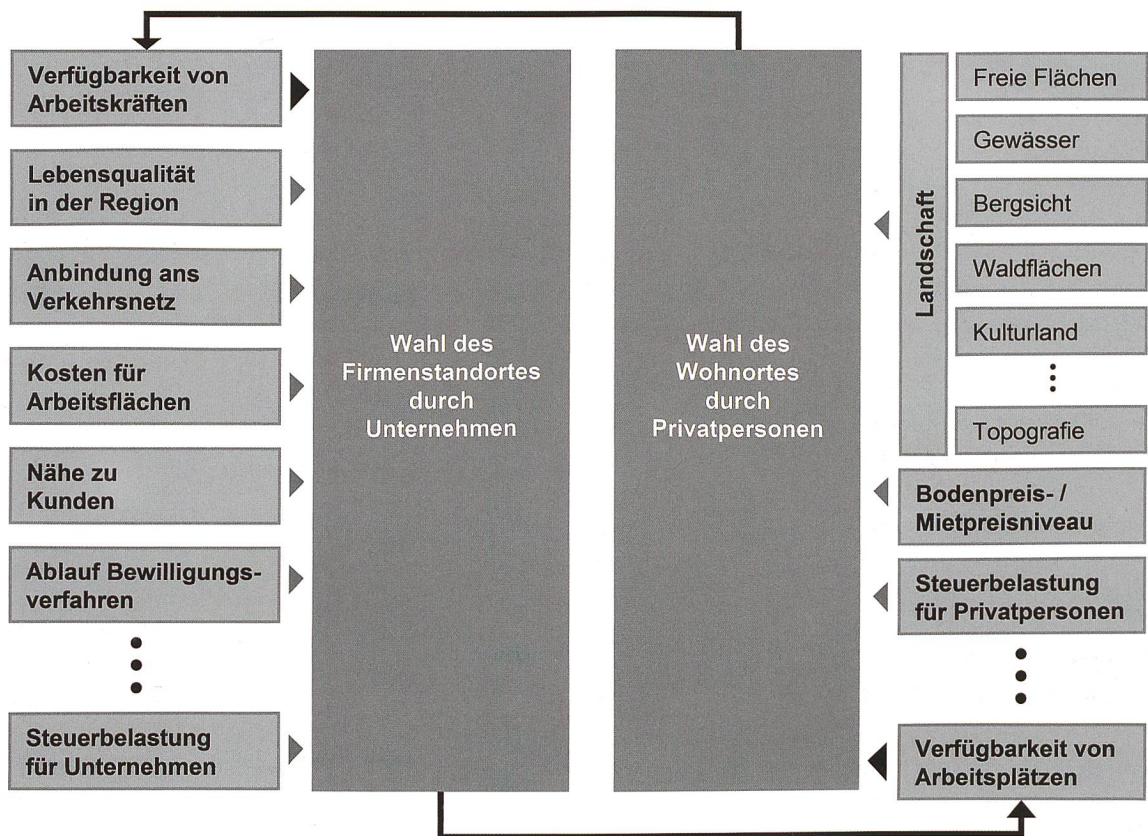 Verfügbarkeit von
Arbeitskräften
Lebensqualität
in der Region
Anbindung ans
Verkehrsnetz
Kosten für
Arbeitsflächen
Nähe zu
Kunden
Ablauf Bewilligungs-
verfahren
Steuerbelastung
für Unternehmen
Wahl des
Firmenstandortes
durch
Unternehmen
Wahl des
Wohnortes
durch
Privatpersonen
Landschaft
Freie Flächen
Gewässer
Bergsicht
Waldflächen
Kulturland
Topografie
Bodenpreis- /
Mietpreisniveau
Steuerbelastung
für Privatpersonen
Verfügbarkeit von
Arbeitsplätzen